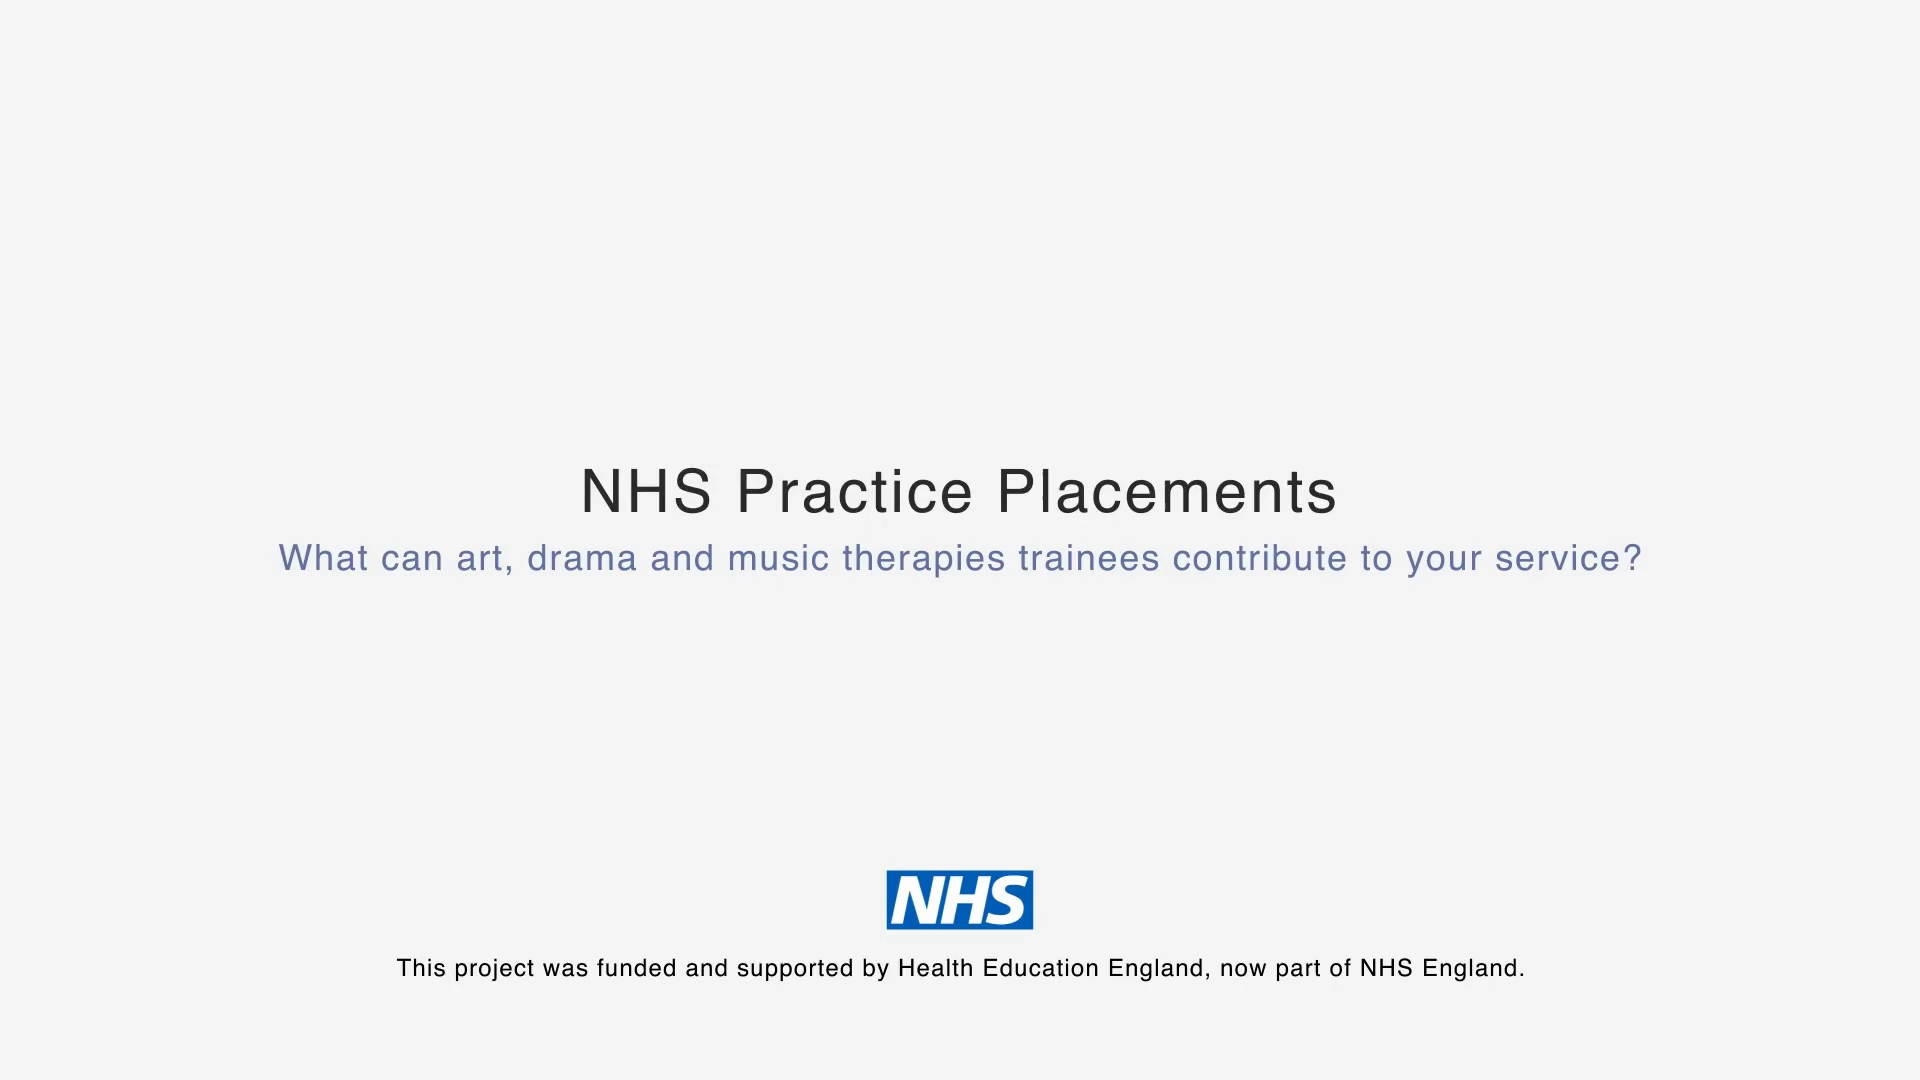 NHS Practice Placements
What can art, drama and music therapies trainees contribute to your service?
NHS
This project was funded and supported by Health Education England, now part of NHS England.